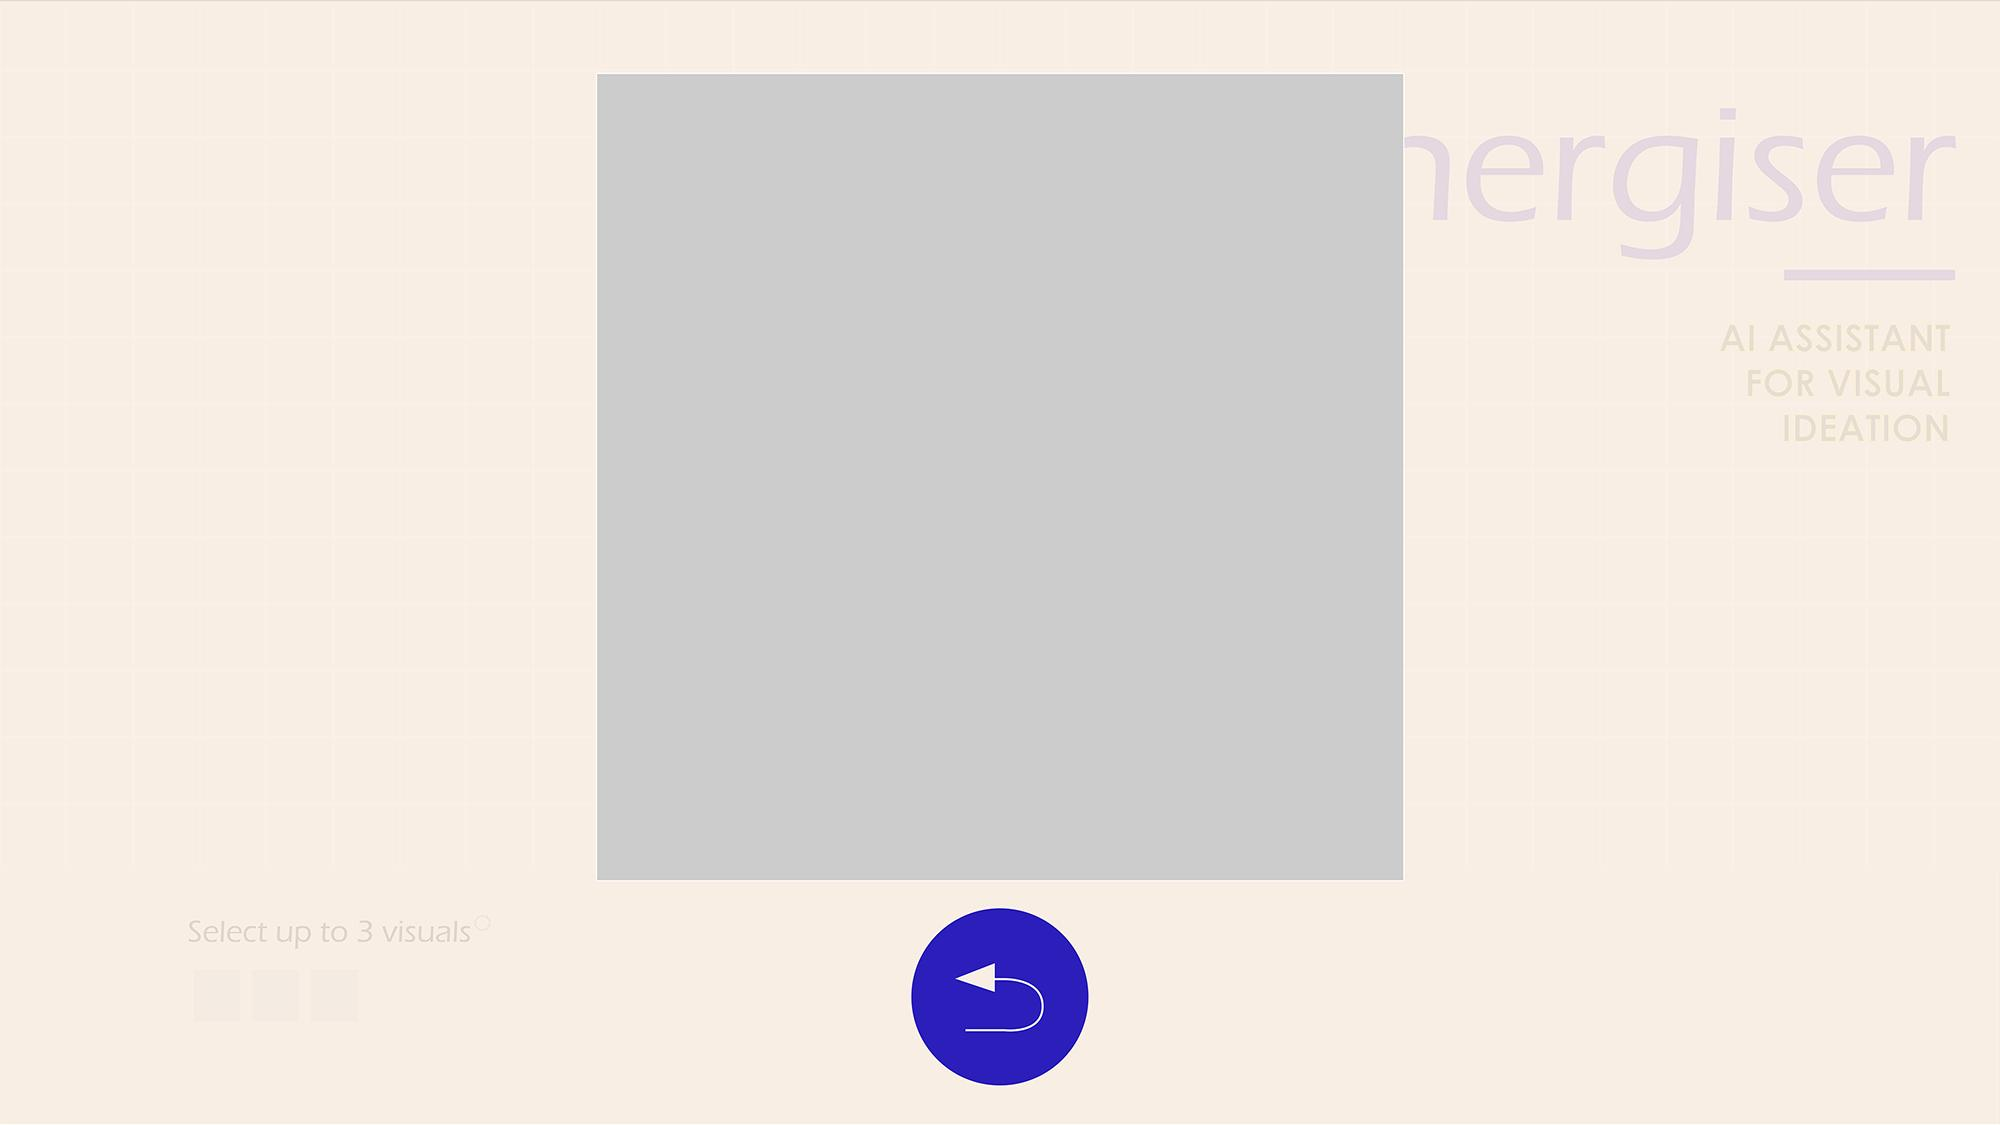 nergiser
AI ASSISTANT
FOR VISUAL
IDEATION
Select up to 3 visuals